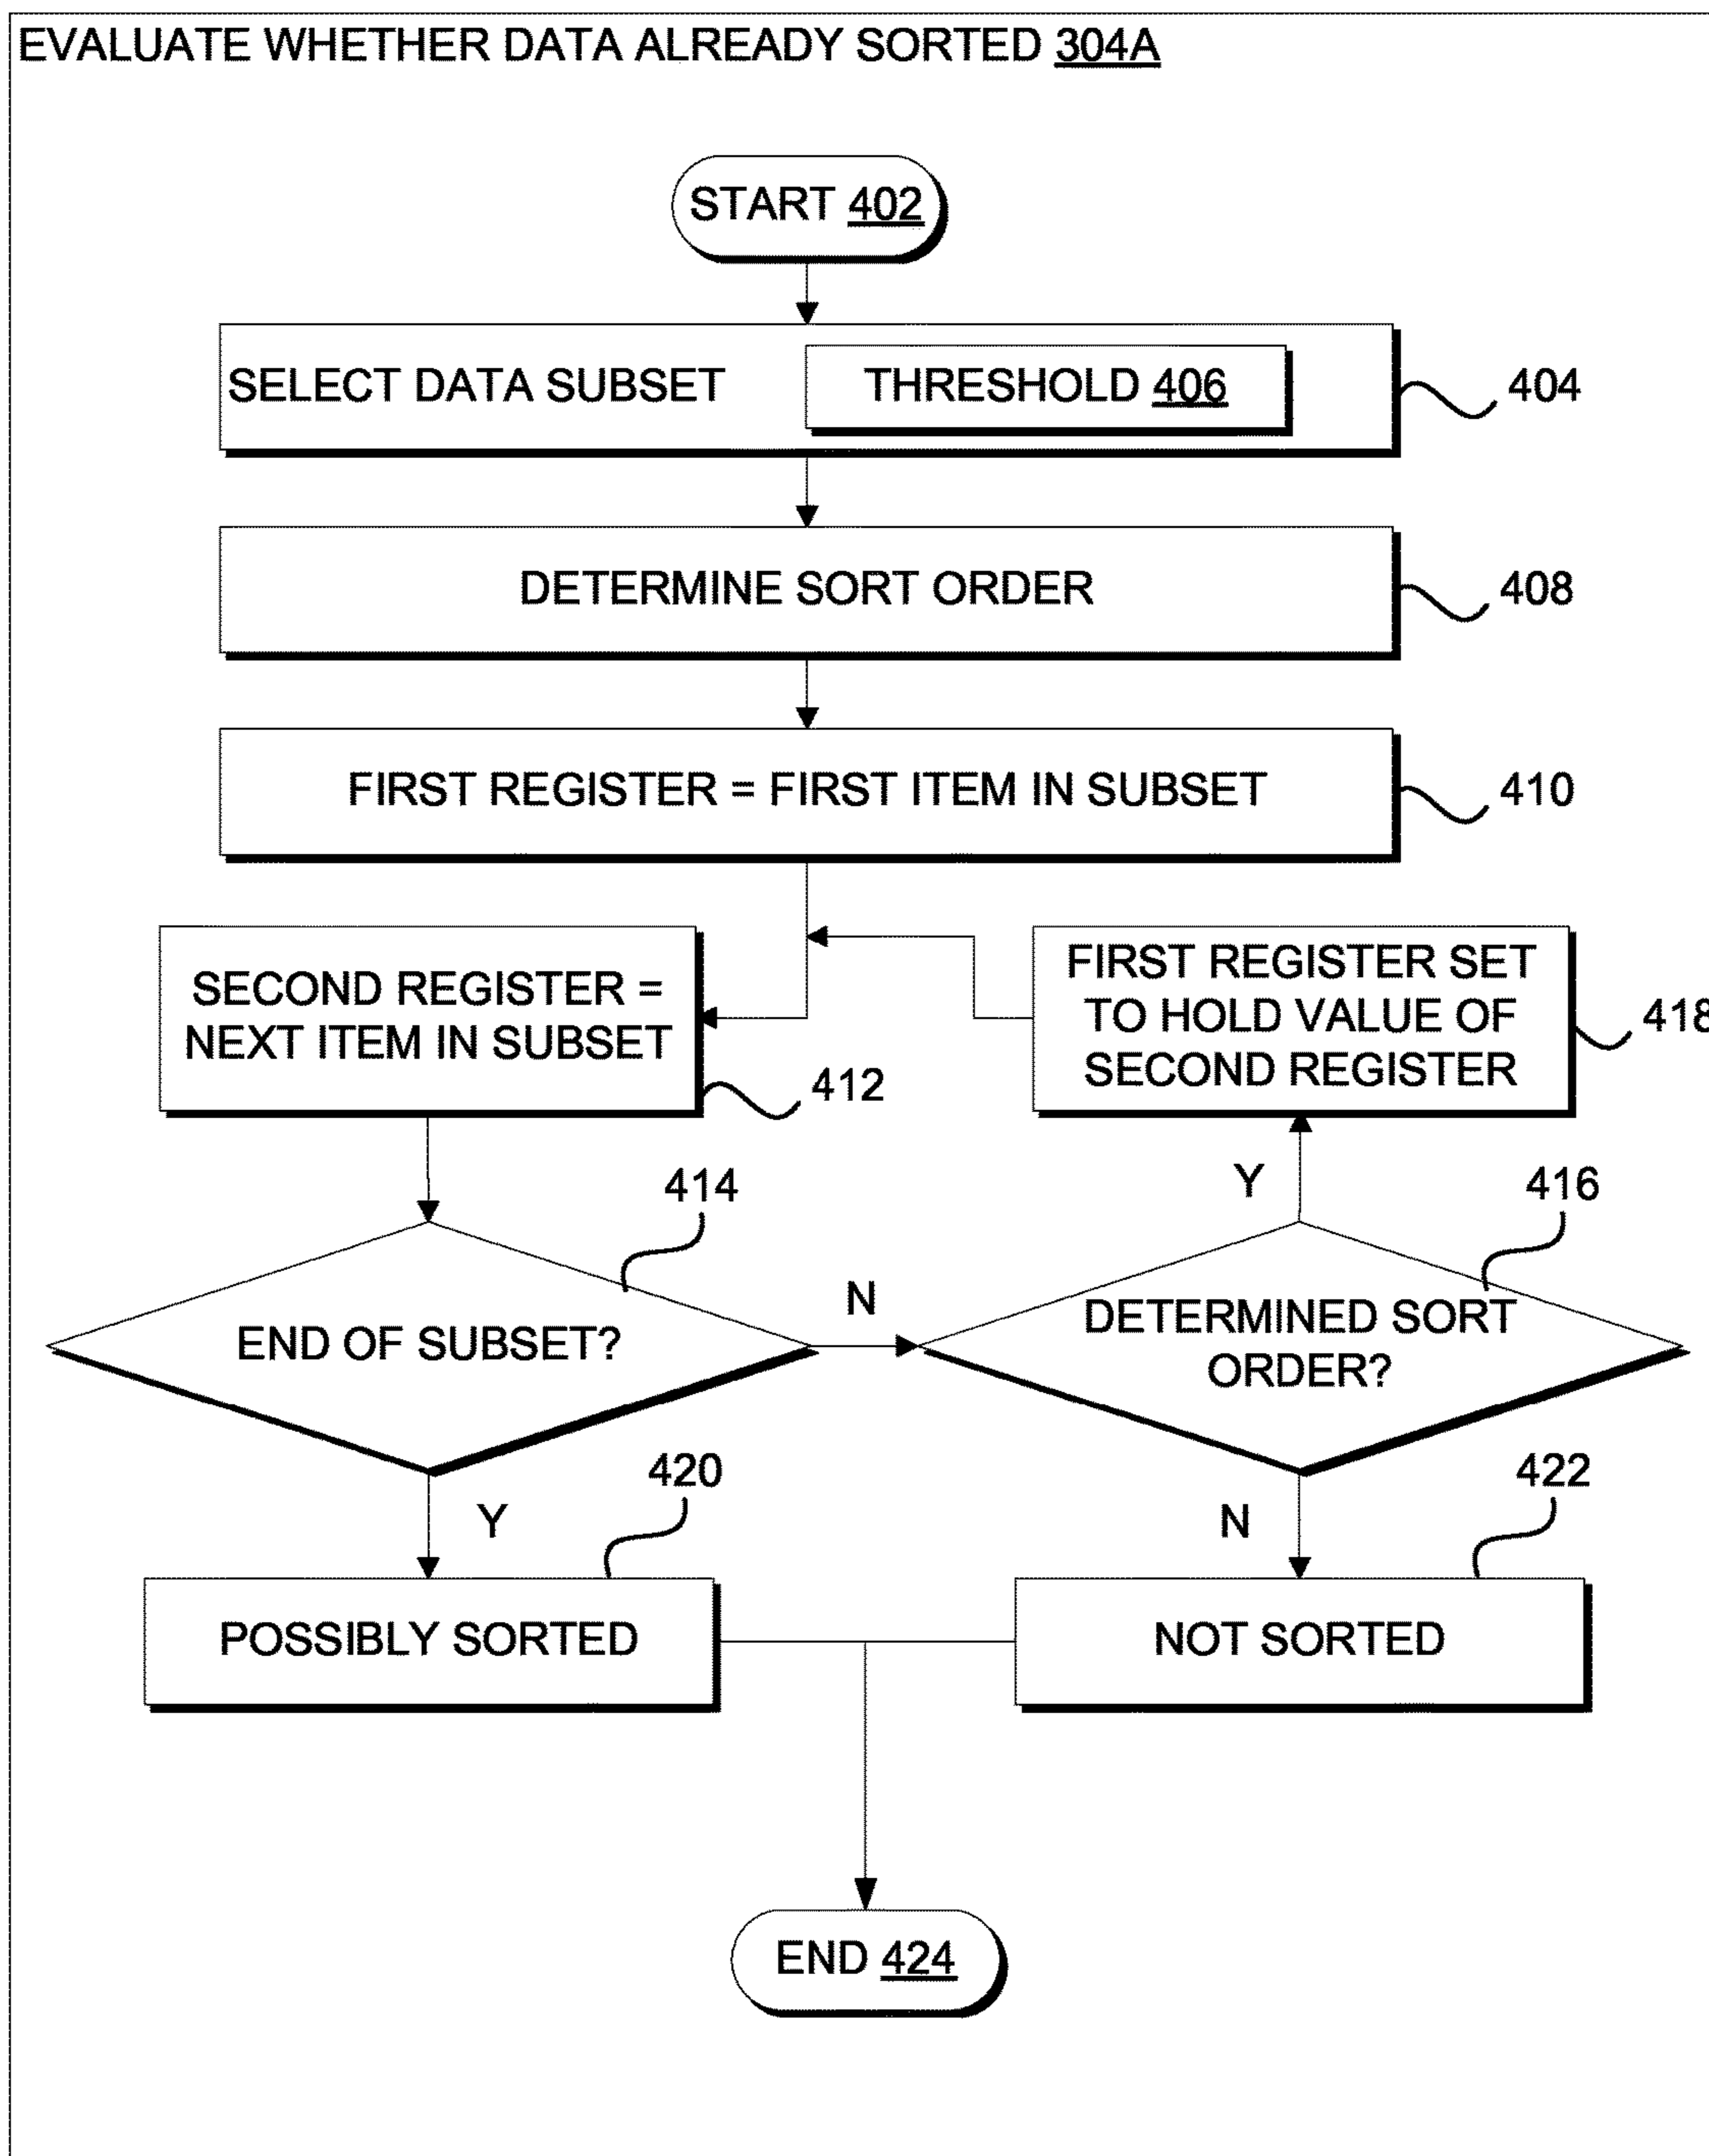 EVALUATE WHETHER DATA ALREADY SORTED 304A
START 402
SELECT DATA SUBSET
THRESHOLD 406
404
DETERMINE SORT ORDER
408
FIRST REGISTER = FIRST ITEM IN SUBSET
410
SECOND REGISTER =
NEXT ITEM IN SUBSET
412
FIRST REGISTER SET
TO HOLD VALUE OF
SECOND REGISTER
418
414
END OF SUBSET?
N
Y
416
DETERMINED SORT
ORDER?
Y
420
POSSIBLY SORTED
N
422
NOT SORTED
END 424